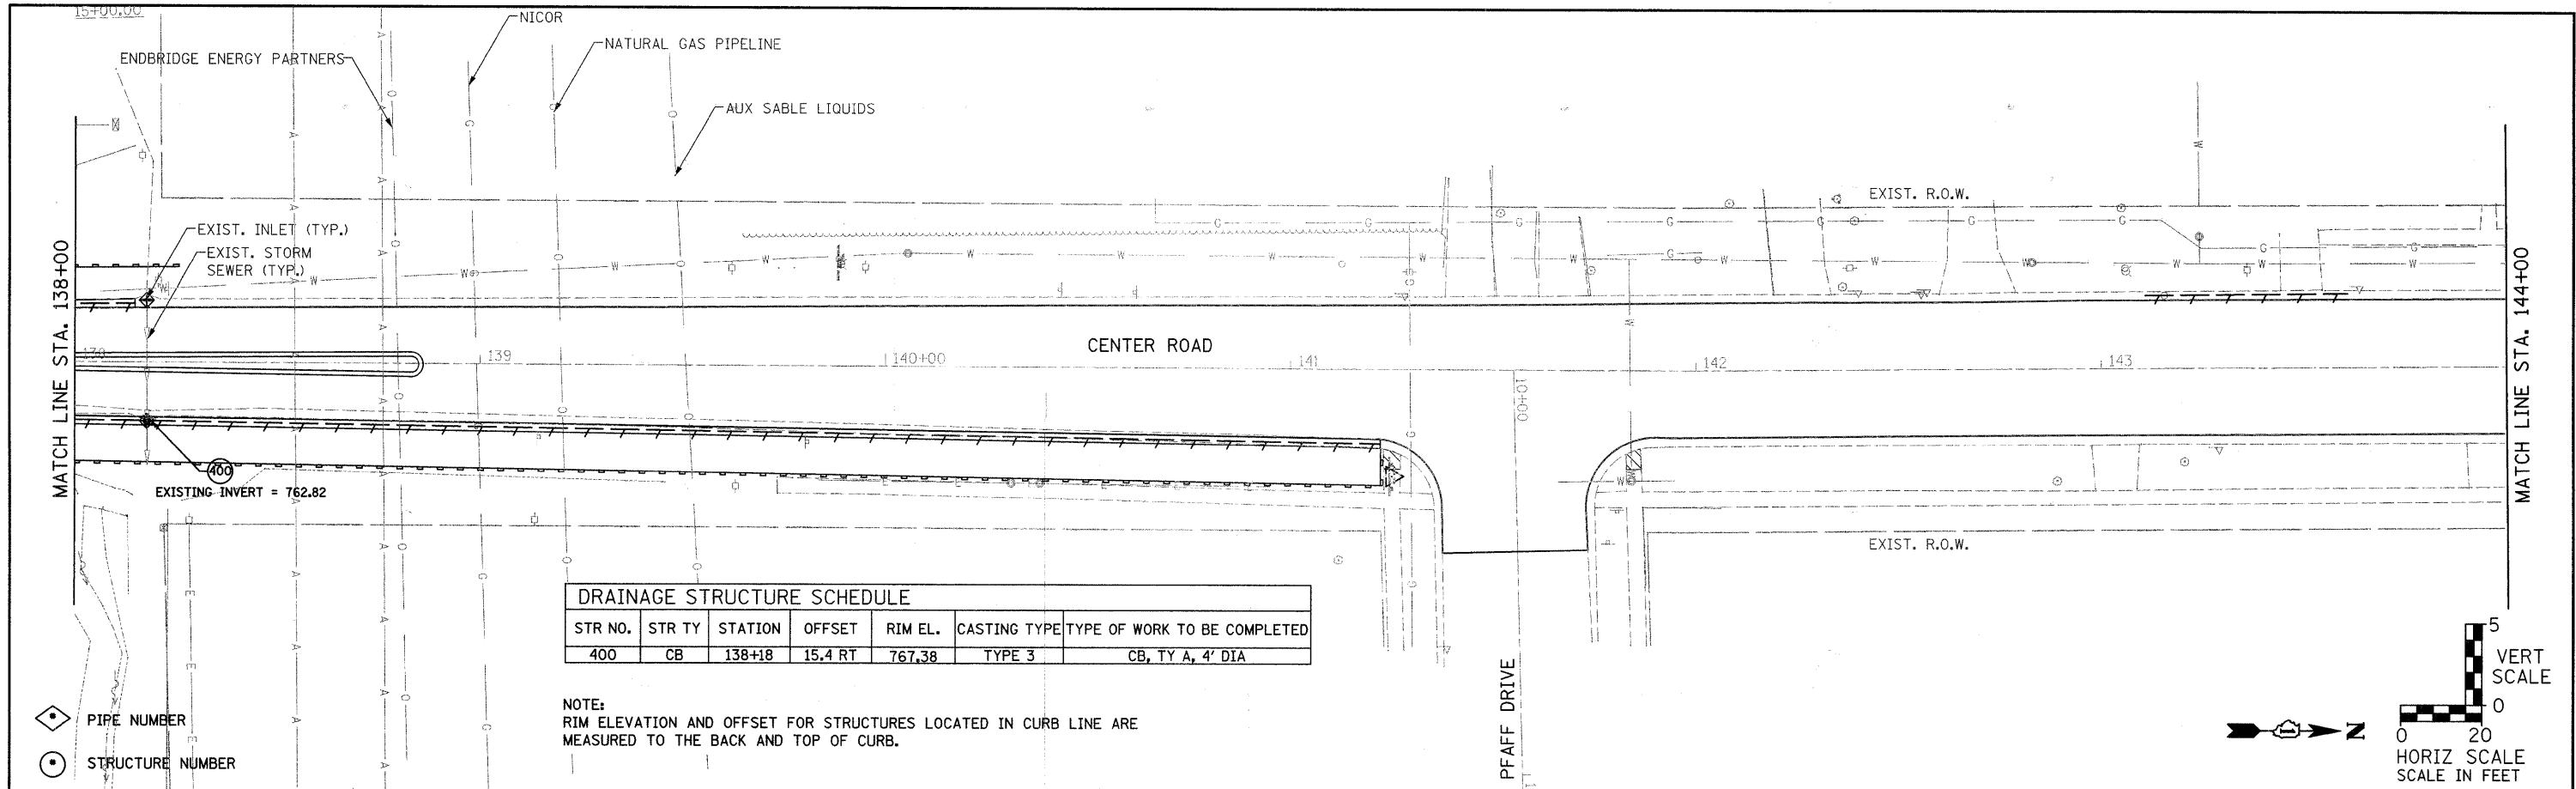 15+00.00
NICOR
NATURAL GAS PIPELINE
ENDBRIDGE ENERGY PARTNERS
AUX SABLE LIQUIDS
EXIST. R.O.W.
EXIST. INLET (TYP.)
EXIST. STORM
SEWER (TYP.)
MATCH LINE STA. 138+00
MATCH LINE STA. 144+00
CENTER ROAD
138
139
140+00
141
142
143
10+00
400
EXISTING INVERT = 762.82
EXIST. R.O.W.
DRAINAGE STRUCTURE SCHEDULE
STR NO. STR TY STATION OFFSET RIM EL. CASTING TYPE TYPE OF WORK TO BE COMPLETED
400 CB 138+18 15.4 RT 767.38 TYPE 3 CB, TY A, 4' DIA
NOTE:
RIM ELEVATION AND OFFSET FOR STRUCTURES LOCATED IN CURB LINE ARE
MEASURED TO THE BACK AND TOP OF CURB.
PIPE NUMBER
STRUCTURE NUMBER
PFAFF DRIVE
N
5
VERT
SCALE
0
0 20
HORIZ SCALE
SCALE IN FEET